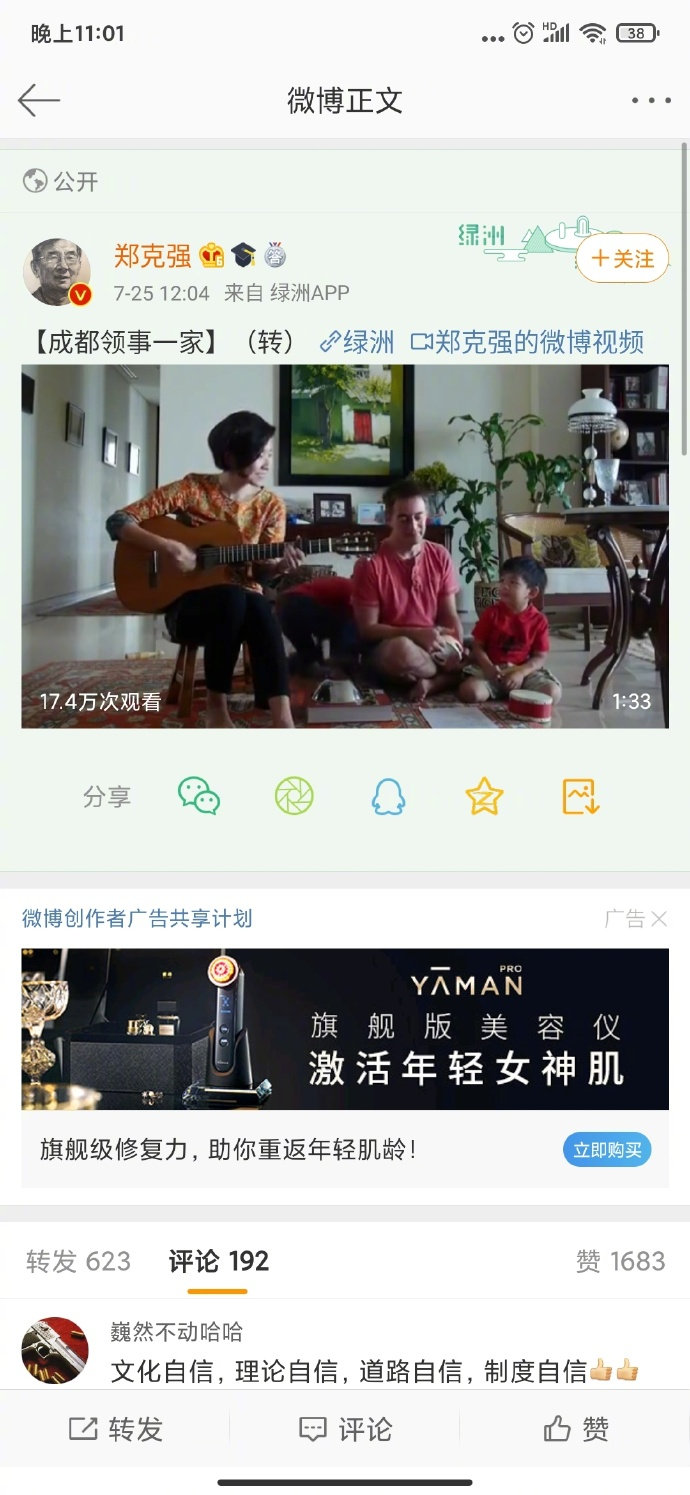 晚上11:01
HD
38
微博正文
公开
绿洲
郑克强
+关注
7-25 12:04 来自 绿洲APP
【成都领事一家】（转） 绿洲 郑克强的微博视频
17.4万次观看
1:33
分享
微博创作者广告共享计划
广告
YAMAN PRO
旗舰版美容仪
激活年轻女神肌
旗舰级修复力，助你重返年轻肌龄！
立即购买
转发 623 评论 192 赞 1683
巍然不动哈哈
文化自信，理论自信，道路自信，制度自信👍👍
转发 评论 赞